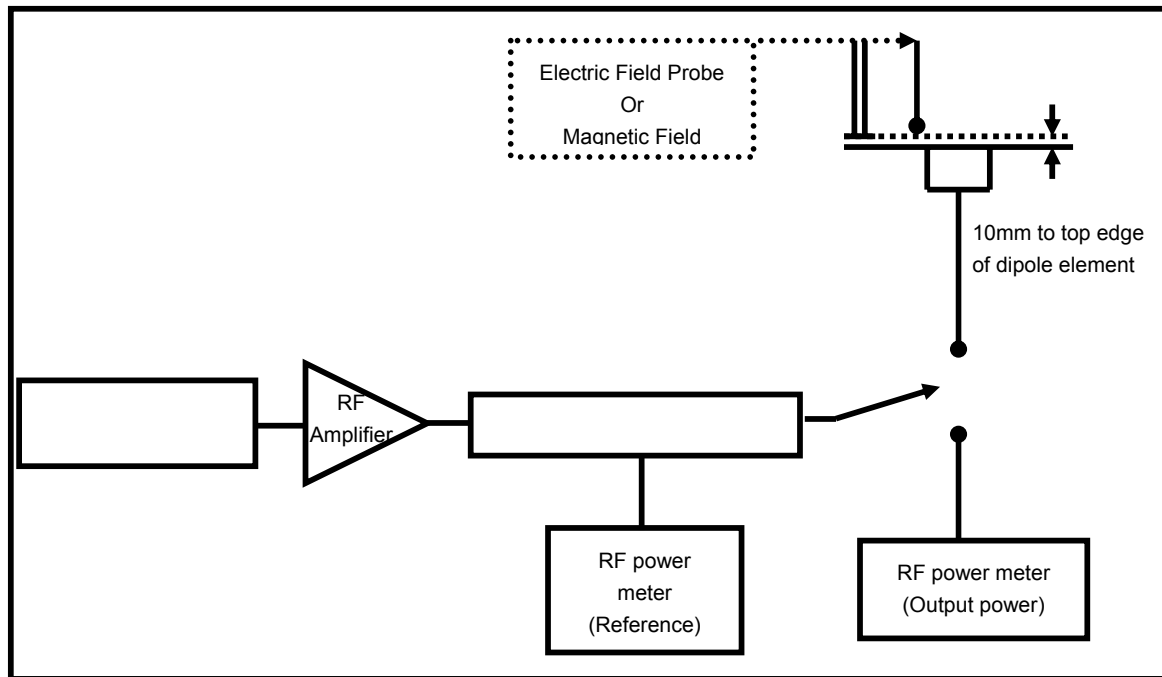 Electric Field Probe
Or
Magnetic Field
10mm to top edge
of dipole element
RF
Amplifier
RF power
meter
(Reference)
RF power meter
(Output power)